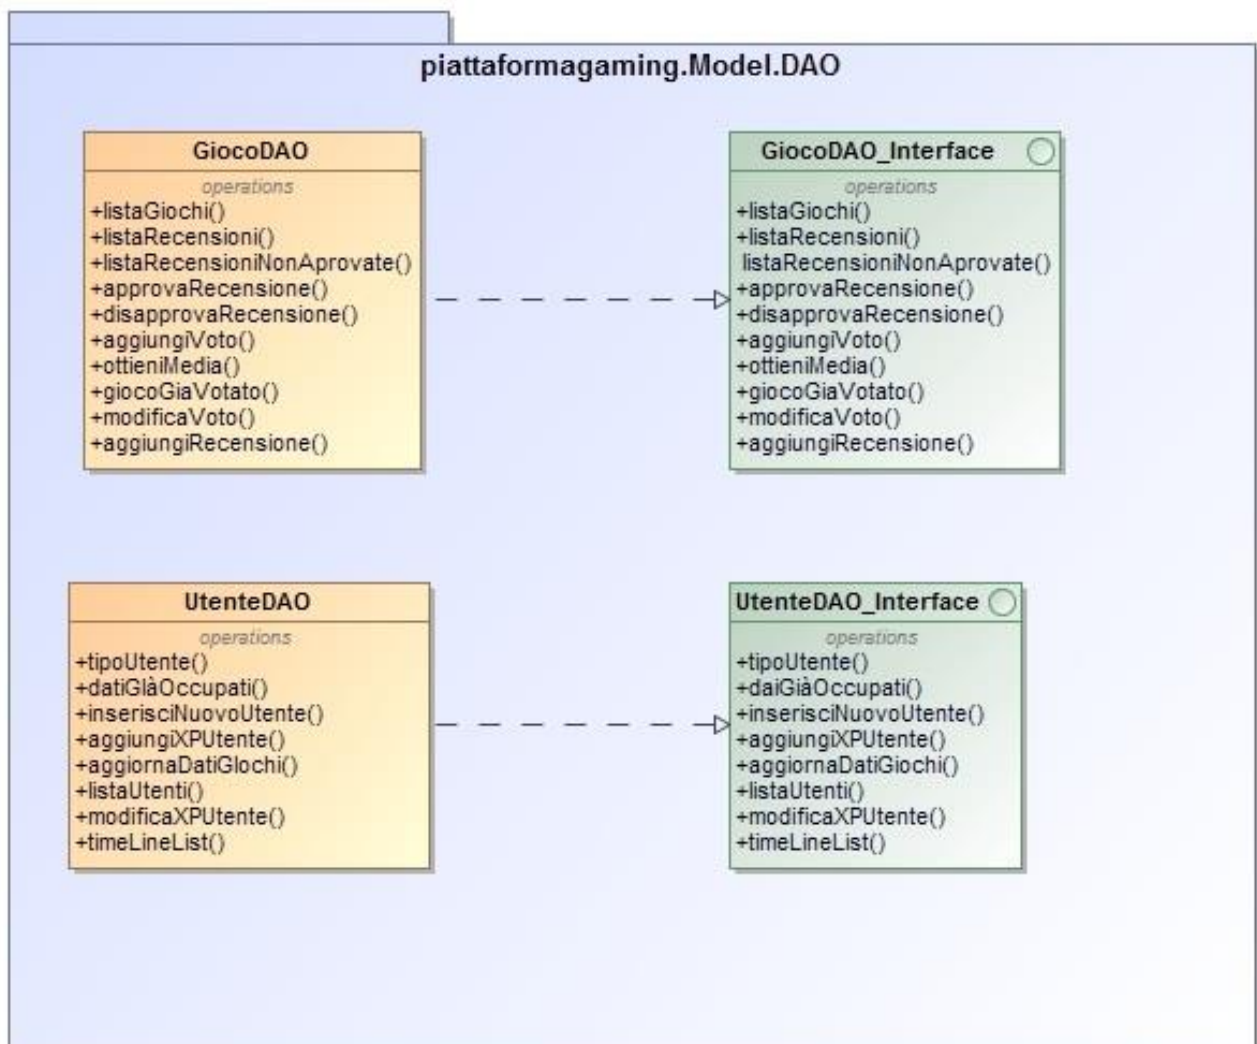 piattaformagaming.Model.DAO
GiocoDAO
operations
+listaGiochi()
+listaRecensioni()
+listaRecensioniNonAprovate()
+approvaRecensione()
+disapprovaRecensione()
+aggiungiVoto()
+ottieniMedia()
+giocoGiaVotato()
+modificaVoto()
+aggiungiRecensione()
GiocoDAO_Interface
operations
+listaGiochi()
+listaRecensioni()
listaRecensioniNonAprovate()
+approvaRecensione()
+disapprovaRecensione()
+aggiungiVoto()
+ottieniMedia()
+giocoGiaVotato()
+modificaVoto()
+aggiungiRecensione()
UtenteDAO
operations
+tipoUtente()
+datiGlàOccupati()
+inserisciNuovoUtente()
+aggiungiXPUtente()
+aggiornaDatiGlochi()
+listaUtenti()
+modificaXPUtente()
+timeLineList()
UtenteDAO_Interface
operations
+tipoUtente()
+daiGiàOccupati()
+inserisciNuovoUtente()
+aggiungiXPUtente()
+aggiornaDatiGiochi()
+listaUtenti()
+modificaXPUtente()
+timeLineList()